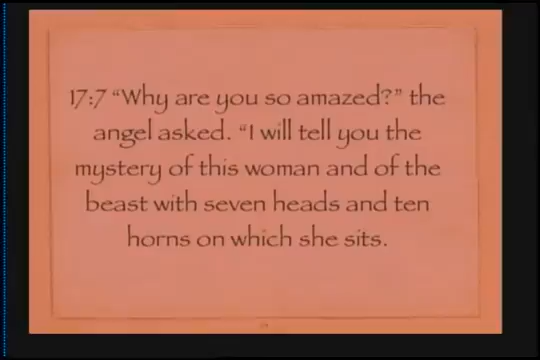 17:7 “Why are you so amazed?” the
angel asked. “I will tell you the
mystery of this woman and of the
beast with seven heads and ten
horns on which she sits.